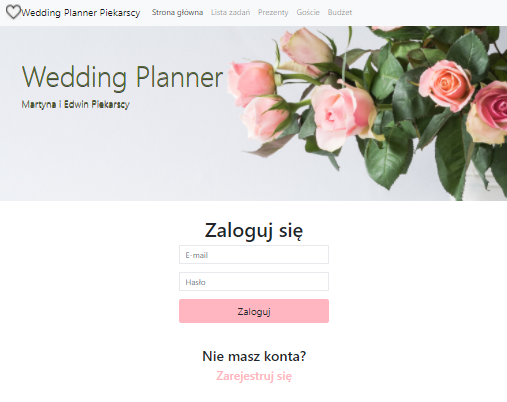 Wedding Planner Piekarscy Strona główna Lista zadań Prezenty Goście Budżet
Wedding Planner
Martyna i Edwin Piekarscy
Zaloguj się
E-mail
Hasło
Zaloguj
Nie masz konta?
Zarejestruj się